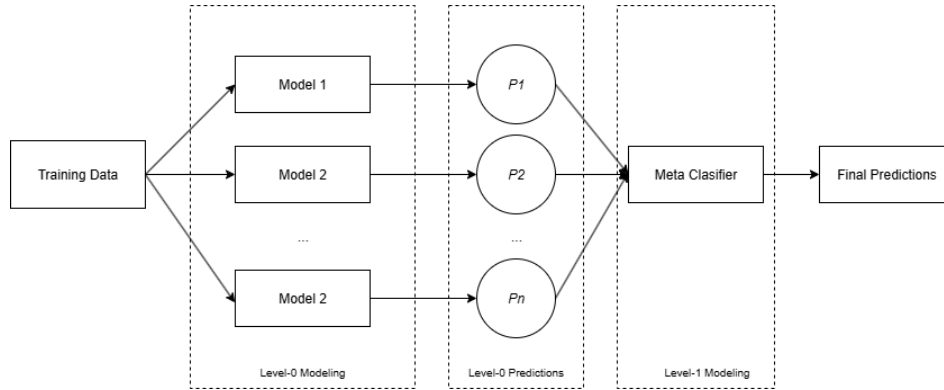 Model 1
P1
Training Data
Model 2
P2
Meta Clasifier
Final Predictions
...
...
Model 2
Pn
Level-0 Modeling
Level-0 Predictions
Level-1 Modeling